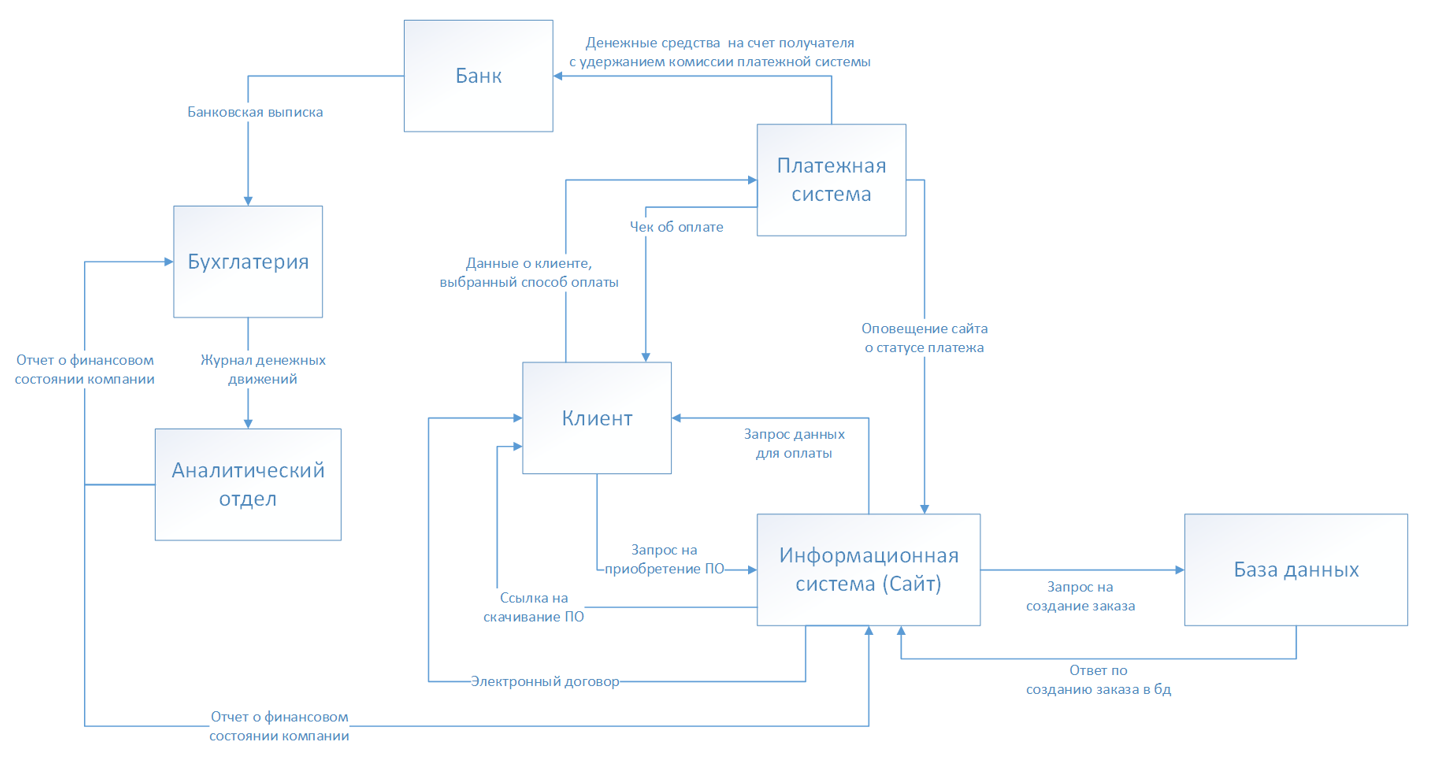 Денежные средства на счет получателя
с удержанием комиссии платежной системы
Банк
Банковская выписка
Платежная
система
Чек об оплате
Бухглатерия
Данные о клиенте,
выбранный способ оплаты
Оповещение сайта
о статусе платежа
Отчет о финансовом
состоянии компании
Журнал денежных
движений
Клиент
Запрос данных
для оплаты
Аналитический
отдел
Запрос на
приобретение ПО
Информационная
система (Сайт)
База данных
Ссылка на
скачивание ПО
Запрос на
создание заказа
Электронный договор
Ответ по
созданию заказа в бд
Отчет о финансовом
состоянии компании